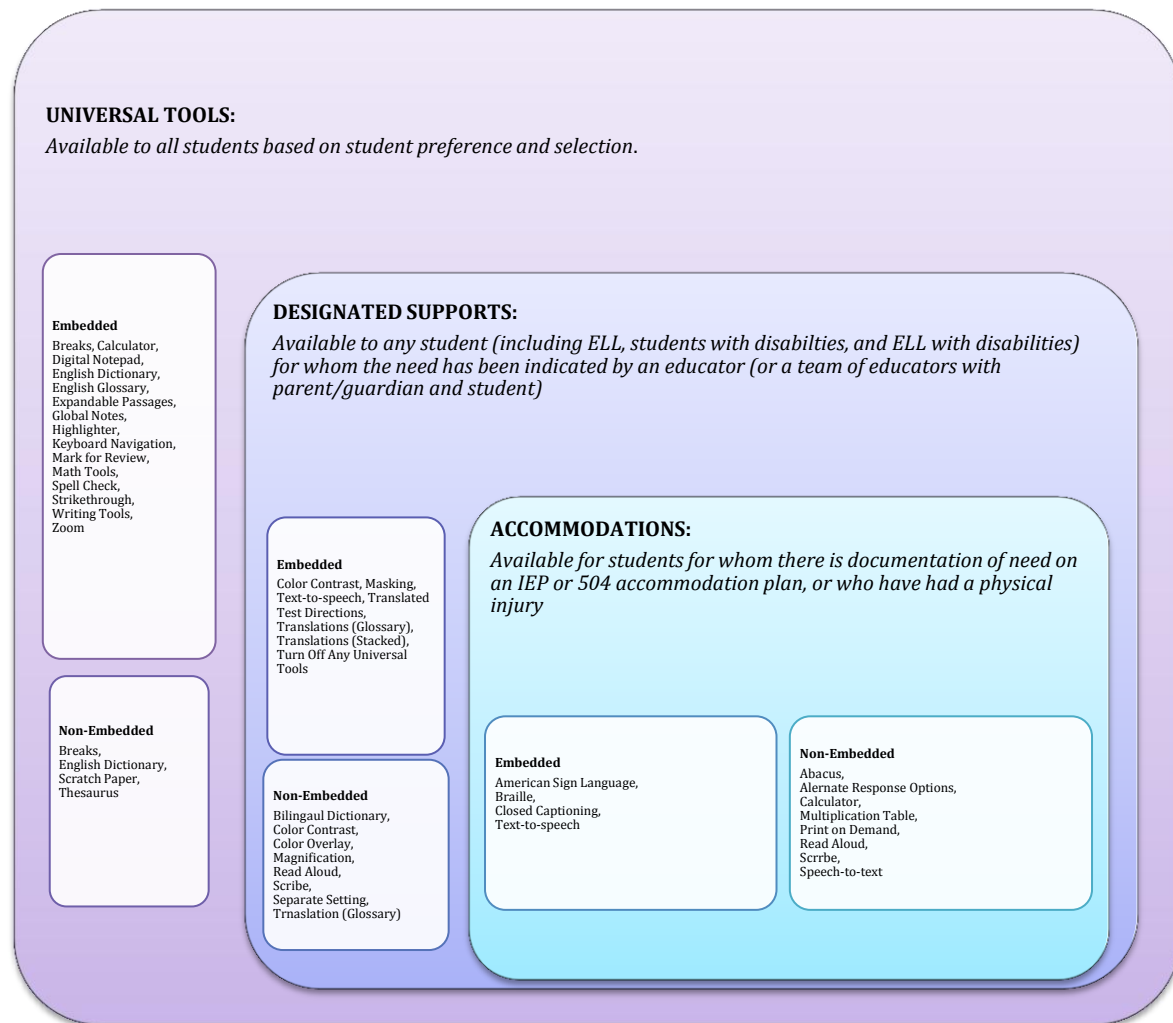 UNIVERSAL TOOLS:
Available to all students based on student preference and selection.
Embedded
Breaks, Calculator,
Digital Notepad,
English Dictionary,
English Glossary,
Expandable Passages,
Global Notes,
Highlighter,
Keyboard Navigation,
Mark for Review,
Math Tools,
Spell Check,
Strikethrough,
Writing Tools,
Zoom
Non-Embedded
Breaks,
English Dictionary,
Scratch Paper,
Thesaurus
DESIGNATED SUPPORTS:
Available to any student (including ELL, students with disabilties, and ELL with disabilities)
for whom the need has been indicated by an educator (or a team of educators with
parent/guardian and student)
Embedded
Color Contrast, Masking,
Text-to-speech, Translated
Test Directions,
Translations (Glossary),
Translations (Stacked),
Turn Off Any Universal
Tools
Non-Embedded
Bilingaul Dictionary,
Color Contrast,
Color Overlay,
Magnification,
Read Aloud,
Scribe,
Separate Setting,
Trnaslation (Glossary)
ACCOMMODATIONS:
Available for students for whom there is documentation of need on
an IEP or 504 accommodation plan, or who have had a physical
injury
Embedded
American Sign Language,
Braille,
Closed Captioning,
Text-to-speech
Non-Embedded
Abacus,
Alernate Response Options,
Calculator,
Multiplication Table,
Print on Demand,
Read Aloud,
Scrrbe,
Speech-to-text